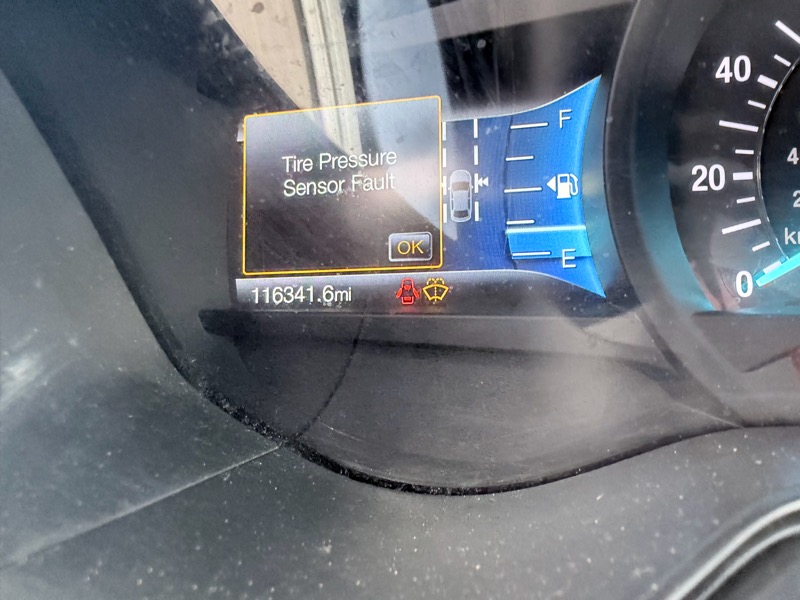 Tire Pressure
Sensor Fault
OK
116341.6mi
F
E
40
20
0